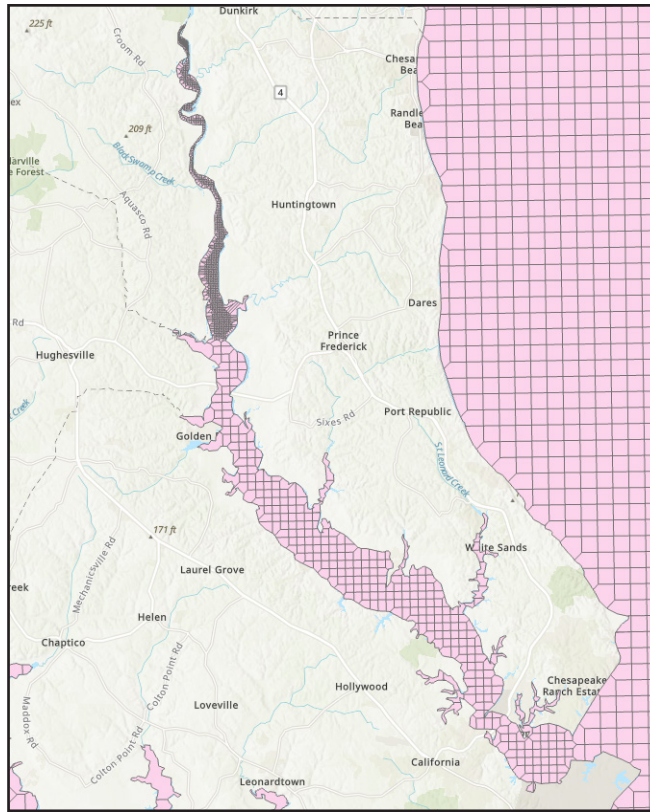 Dunkirk
225 ft
Croom Rd
Chesa
Bea
4
ex
209 ft
Randle
Bea
arville
e Forest
Black Swamp Creek
Aquasco Rd
Huntingtown
Dares
Rd
Prince
Frederick
Hughesville
Creek
Sixes Rd
Port Republic
Golden
St Leonard Creek
171 ft
Mechanicsville Rd
White Sands
Laurel Grove
reek
Helen
Chaptico
Colton Point Rd
Hollywood
Chesapeake
Ranch Estat
Maddox Rd
Loveville
Colton Point Rd
California
Leonardtown